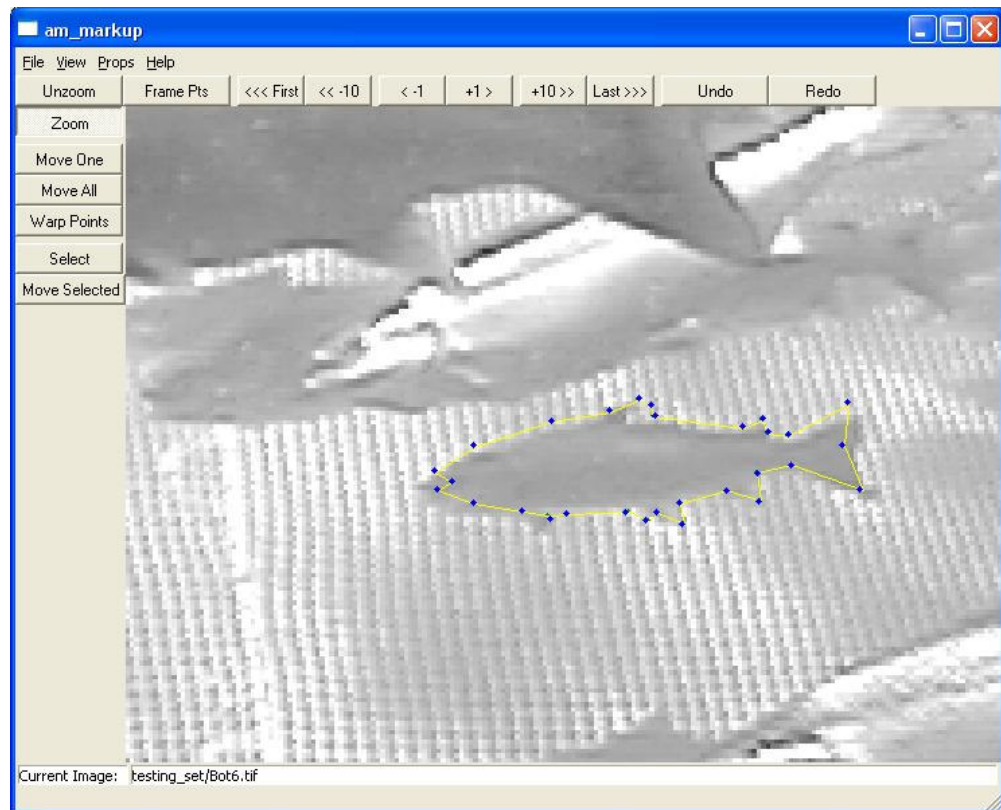 am_markup
File View Props Help
Unzoom Frame Pts <<< First << -10 < -1 +1 > +10 >> Last >>> Undo Redo
Zoom
Move One
Move All
Warp Points
Select
Move Selected
Current Image: testing_set/Bot6.tif